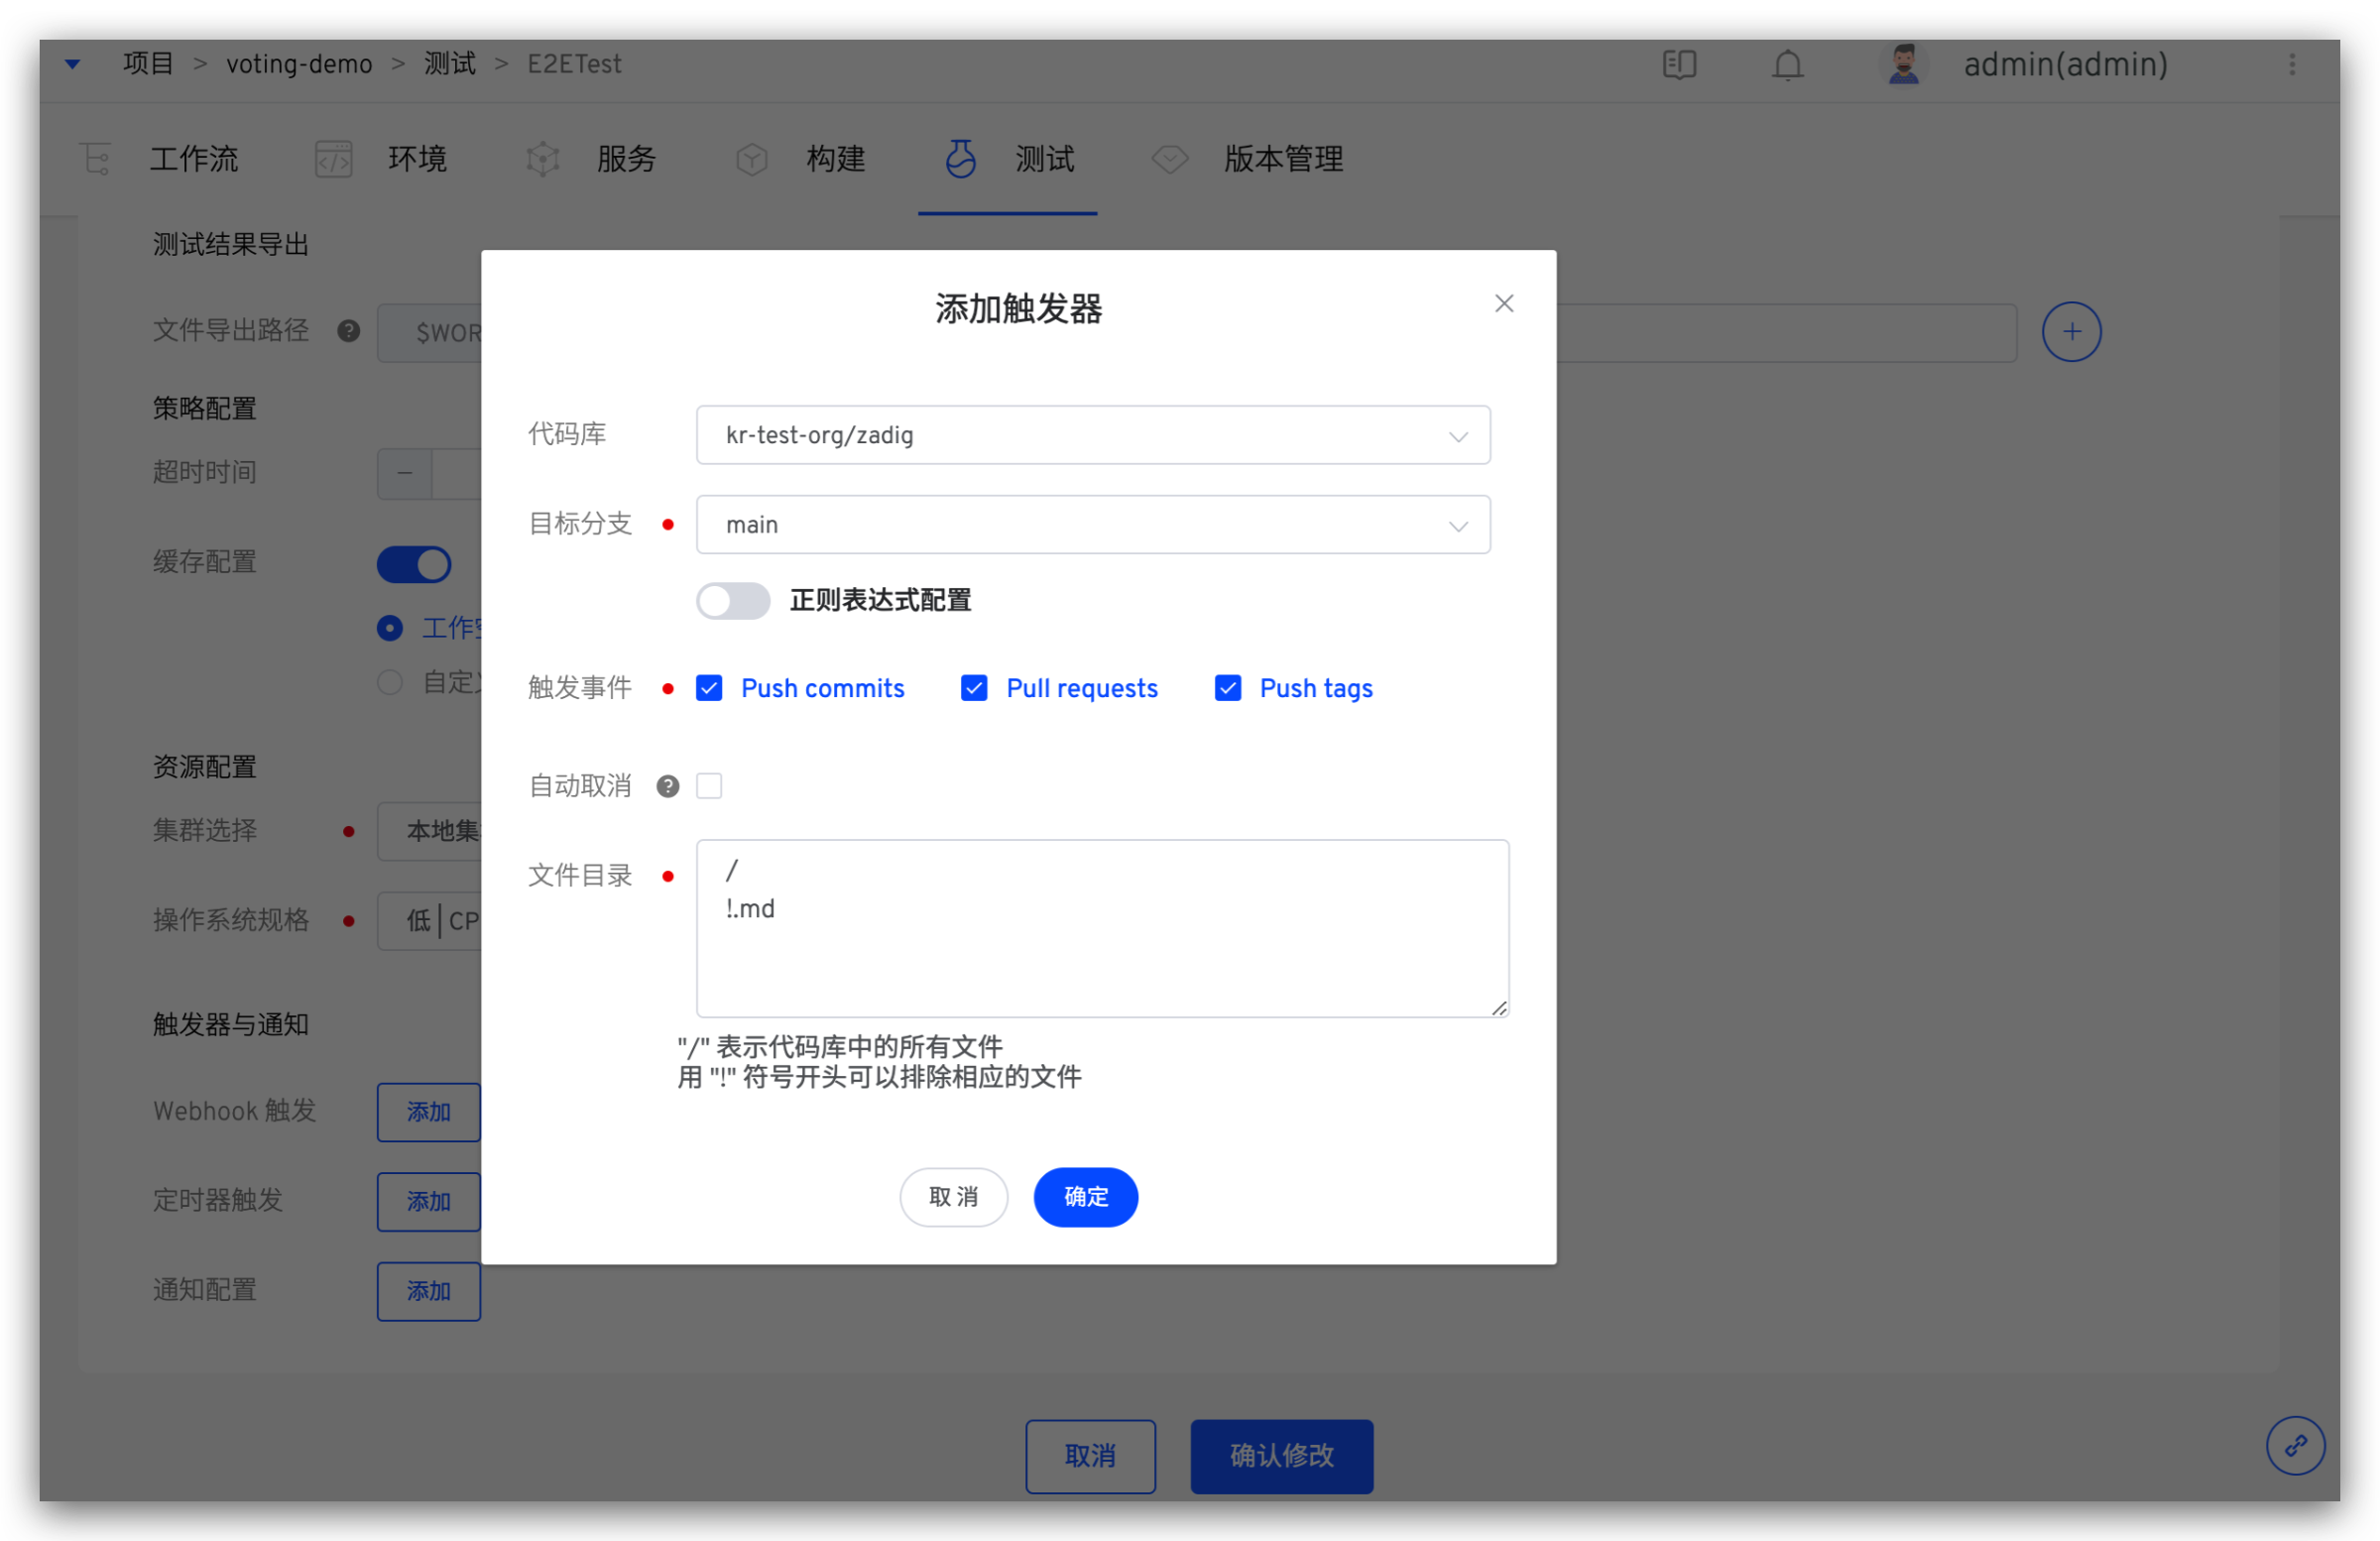 项目 > voting-demo > 测试 > E2ETest
admin(admin)
工作流 环境 服务 构建 测试 版本管理
测试结果导出
文件导出路径 ? $WOR
策略配置
超时时间
缓存配置
工作
自定
资源配置
集群选择 本地集
操作系统规格 低 | CP
触发器与通知
Webhook 触发 添加
定时器触发 添加
通知配置 添加
取消 确认修改
添加触发器
代码库 kr-test-org/zadig
目标分支 main
正则表达式配置
触发事件 Push commits Pull requests Push tags
自动取消 ?
文件目录 /
!.md
"/" 表示代码库中的所有文件
用 "!" 符号开头可以排除相应的文件
取 消 确定